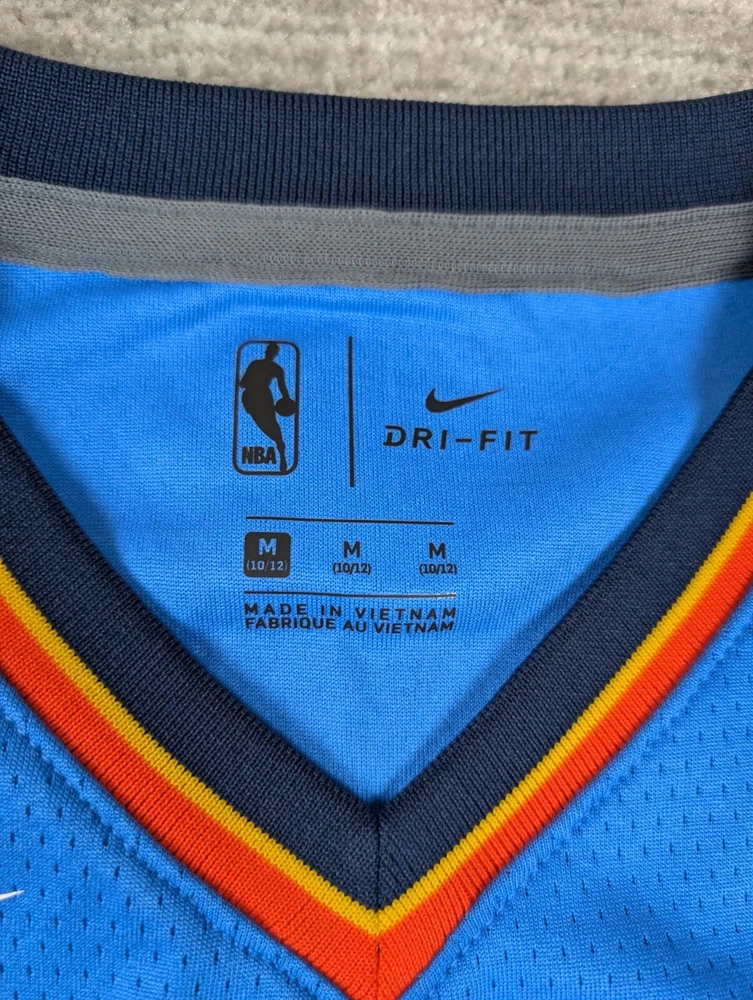 NBA
DRI-FIT
M M M
(10/12) (10/12) (10/12)
MADE IN VIETNAM
FABRIQUE AU VIETNAM